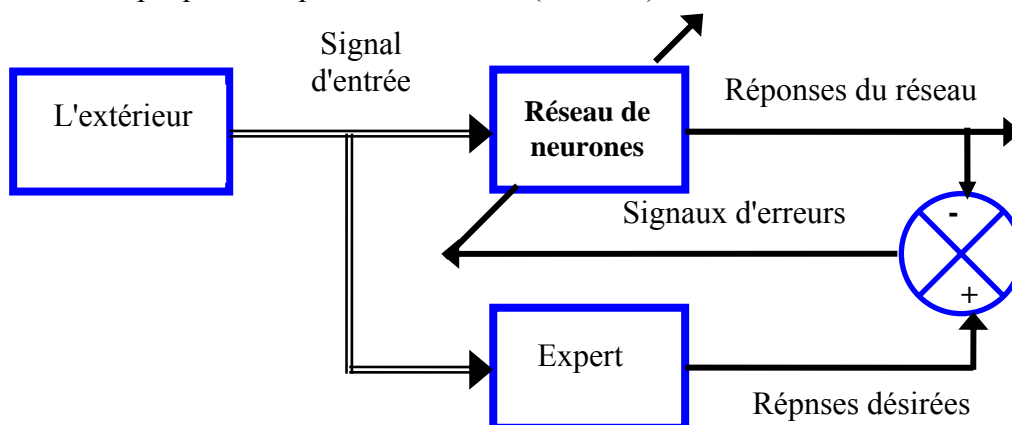 Signal
d'entrée
L'extérieur
Réseau de
neurones
Réponses du réseau
Signaux d'erreurs
-
+
Expert
Répnses désirées